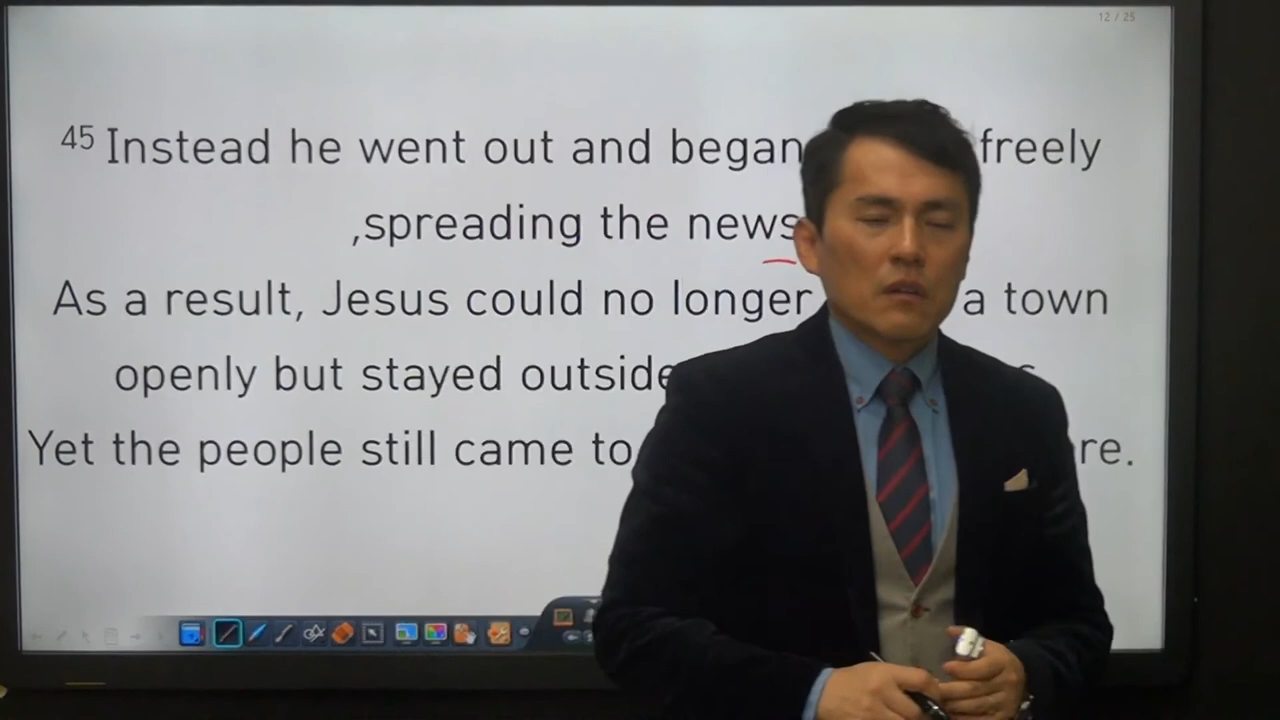 12 / 25
45 Instead he went out and began freely
,spreading the news
As a result, Jesus could no longer a town
openly but stayed outside
Yet the people still came to